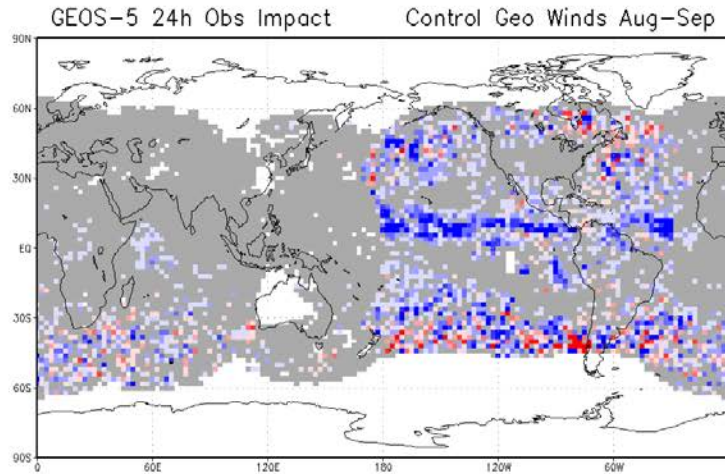 GEOS-5 24h Obs Impact Control Geo Winds Aug-Sep
90N
60N
30N
EQ
30S
60S
90S
0 60E 120E 180 120W 60W